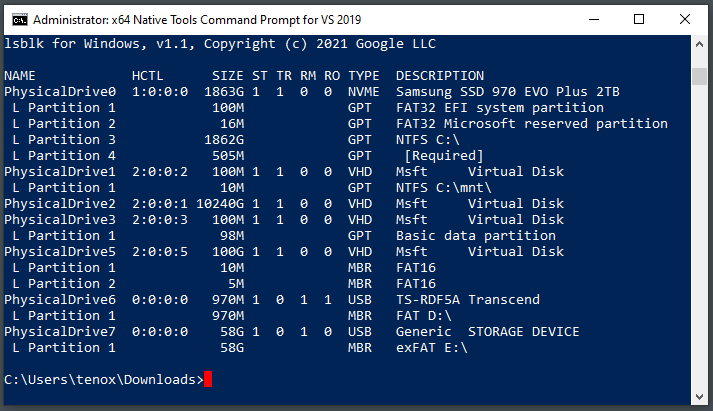 Administrator: x64 Native Tools Command Prompt for VS 2019
lsblk for Windows, v1.1, Copyright (c) 2021 Google LLC
NAME            HCTL      SIZE ST TR RM RO TYPE  DESCRIPTION
PhysicalDrive0  1:0:0:0  1863G 1  1  0  0  NVME  Samsung SSD 970 EVO Plus 2TB
 L Partition 1            100M             GPT   FAT32 EFI system partition
 L Partition 2             16M             GPT   FAT32 Microsoft reserved partition
 L Partition 3           1862G             GPT   NTFS C:\
 L Partition 4            505M             GPT    [Required]
PhysicalDrive1  2:0:0:2   100M 1  1  0  0  VHD   Msft     Virtual Disk
 L Partition 1             10M             GPT   NTFS C:\mnt\
PhysicalDrive2  2:0:0:1 10240G 1  1  0  0  VHD   Msft     Virtual Disk
PhysicalDrive3  2:0:0:3   100M 1  1  0  0  VHD   Msft     Virtual Disk
 L Partition 1             98M             GPT   Basic data partition
PhysicalDrive5  2:0:0:5   100G 1  1  0  0  VHD   Msft     Virtual Disk
 L Partition 1             10M             MBR   FAT16
 L Partition 2              5M             MBR   FAT16
PhysicalDrive6  0:0:0:0   970M 1  0  1  1  USB   TS-RDF5A Transcend
 L Partition 1            970M             MBR   FAT D:\
PhysicalDrive7  0:0:0:0    58G 1  0  1  0  USB   Generic  STORAGE DEVICE
 L Partition 1             58G             MBR   exFAT E:\
C:\Users\tenox\Downloads>